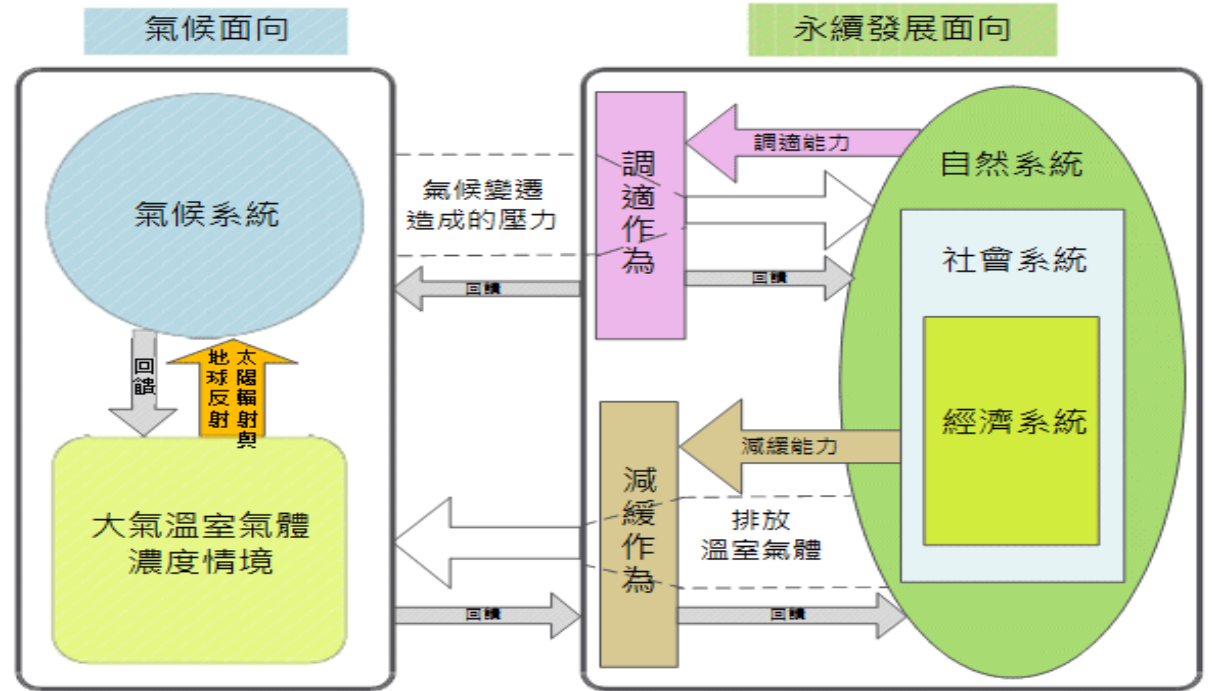 氣候面向
永續發展面向
氣候系統
回饋
太陽輻射與
地球反射
大氣溫室氣體
濃度情境
氣候變遷
造成的壓力
回饋
回饋
調適作為
調適能力
回饋
自然系統
社會系統
經濟系統
減緩作為
減緩能力
排放
溫室氣體
回饋